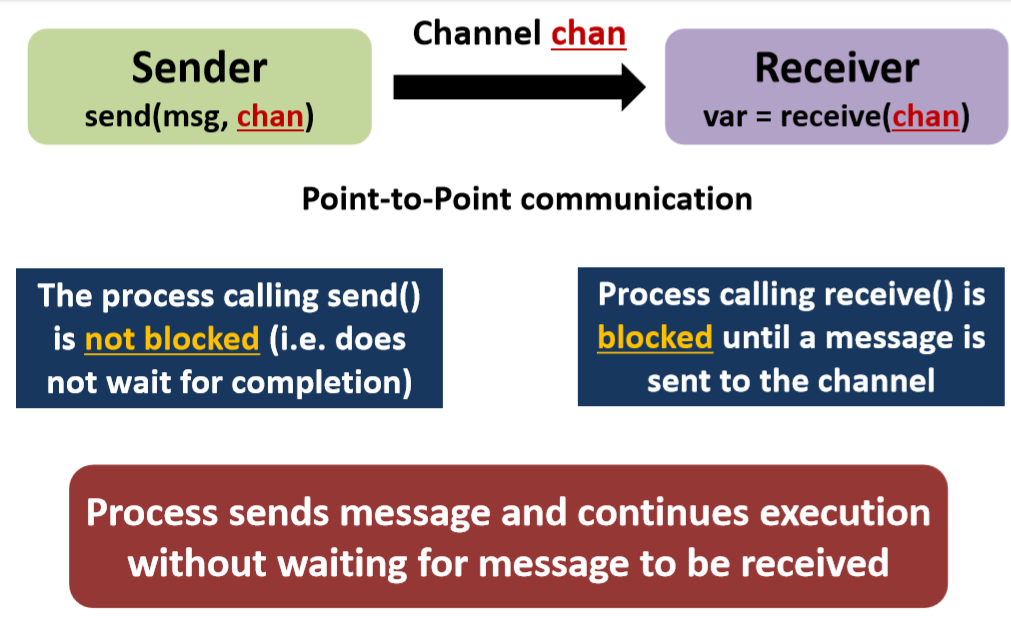 Channel chan
Sender
send(msg, chan)
Receiver
var = receive(chan)
Point-to-Point communication
The process calling send()
is not blocked (i.e. does
not wait for completion)
Process calling receive() is
blocked until a message is
sent to the channel
Process sends message and continues execution
without waiting for message to be received